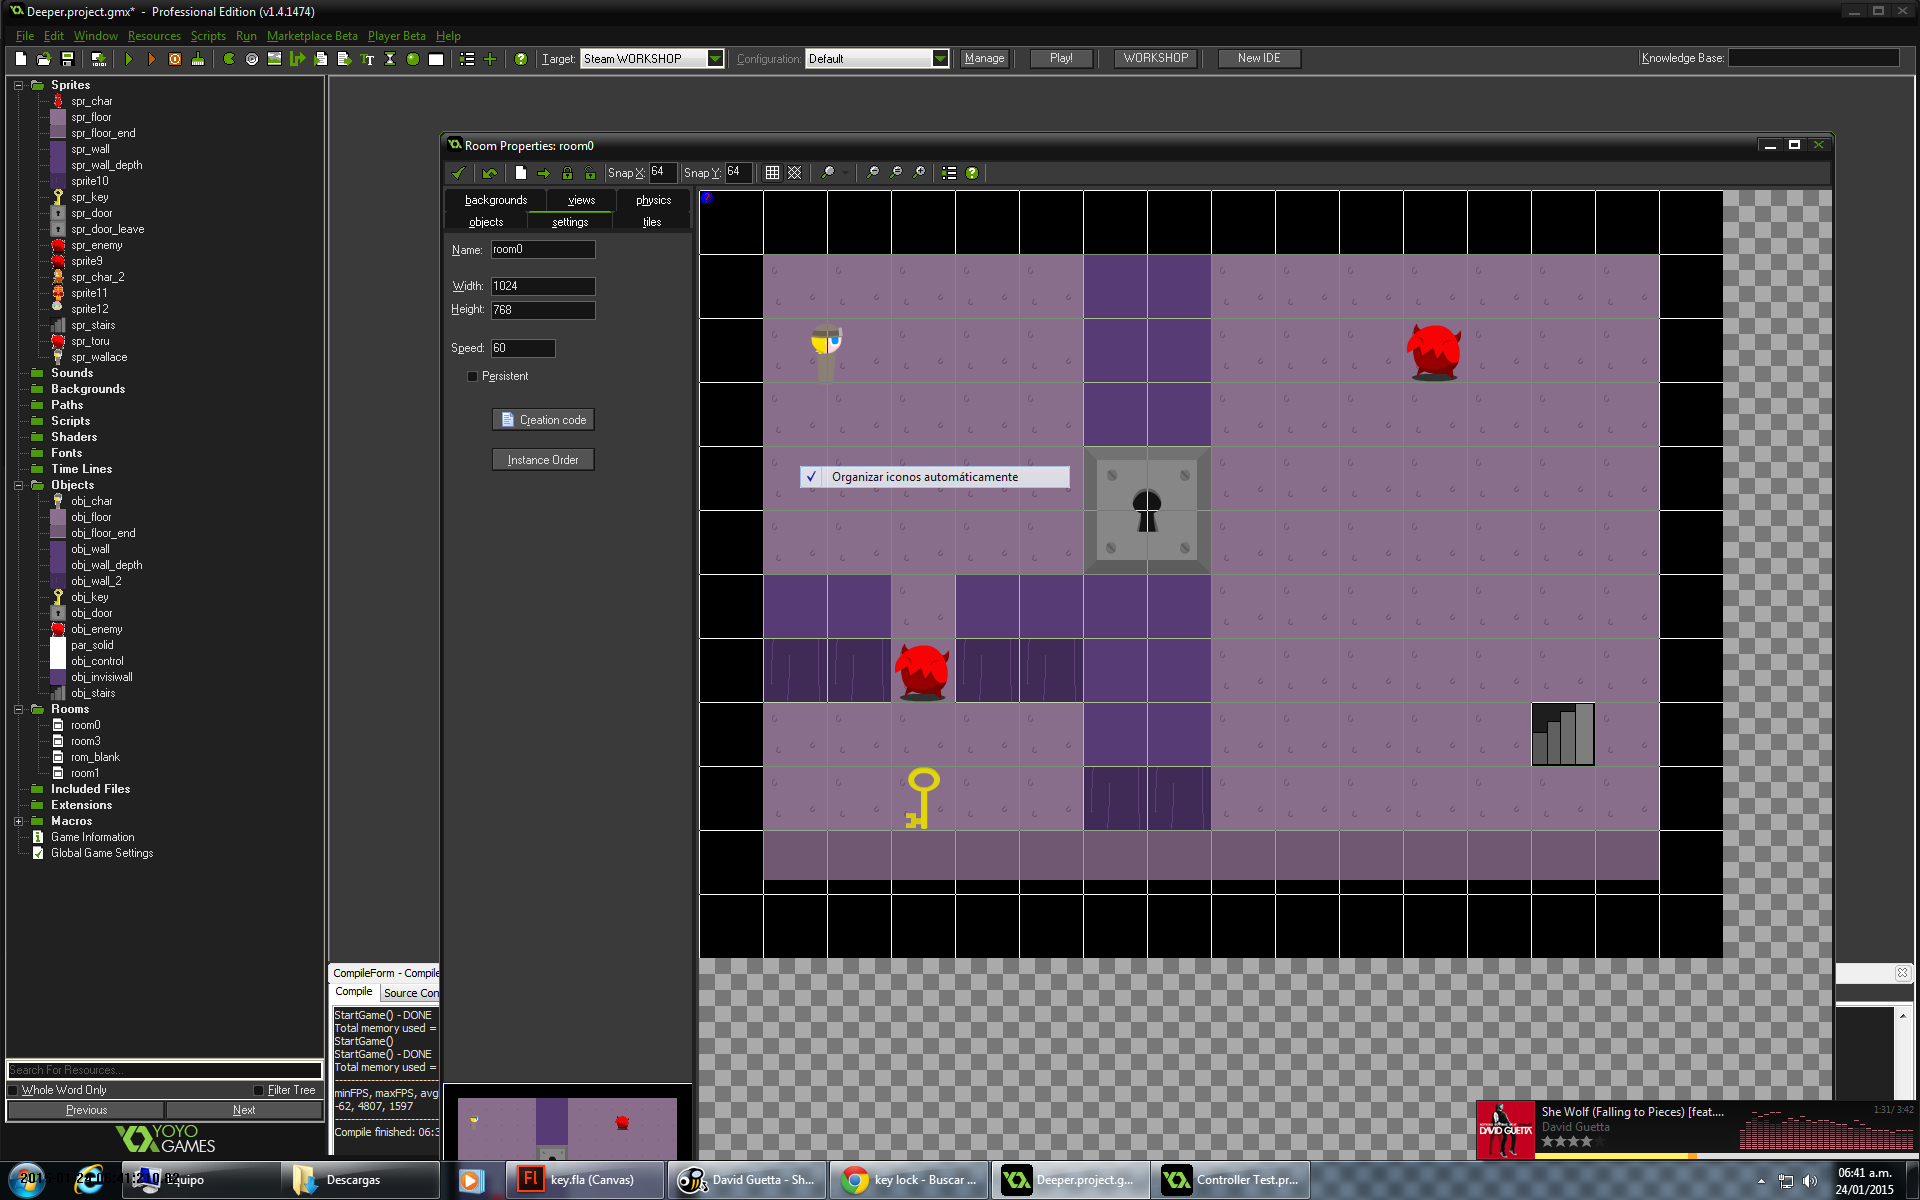 Deeper.project.gmx* - Professional Edition (v1.4.1474)
File Edit Window Resources Scripts Run Marketplace Beta Player Beta Help
Target: Steam WORKSHOP Configuration: Default Manage Play! WORKSHOP New IDE Knowledge Base:
Sprites
spr_char
spr_floor
spr_floor_end
spr_wall
spr_wall_depth
sprite10
spr_key
spr_door
spr_door_leave
spr_enemy
sprite9
spr_char_2
sprite11
sprite12
spr_stairs
spr_toru
spr_wallace
Sounds
Backgrounds
Paths
Scripts
Shaders
Fonts
Time Lines
Objects
obj_char
obj_floor
obj_floor_end
obj_wall
obj_wall_depth
obj_wall_2
obj_key
obj_door
obj_enemy
par_solid
obj_control
obj_invisiwall
obj_stairs
Rooms
room0
room3
rom_blank
room1
Included Files
Extensions
Macros
Game Information
Global Game Settings
Search For Resources...
Whole Word Only Filter Tree
Previous Next
YOYO
GAMES
Room Properties: room0
Snap X: 64 Snap Y: 64
backgrounds views physics
objects settings tiles
Name: room0
Width: 1024
Height: 768
Speed: 60
Persistent
Creation code
Instance Order
Organizar iconos automáticamente
CompileForm - Compile
Compile Source Con
StartGame() - DONE
Total memory used =
StartGame()
StartGame() - DONE
Total memory used =
minFPS, maxFPS, avg
-62, 4807, 1597
Compile finished: 06:3
She Wolf (Falling to Pieces) [feat.... 1:31/ 3:42
David Guetta
DAVID GUETTA
Equipo
Descargas
key.fla (Canvas)
David Guetta - Sh...
key lock - Buscar ...
Deeper.project.g...
Controller Test.pr...
06:41 a.m.
24/01/2015